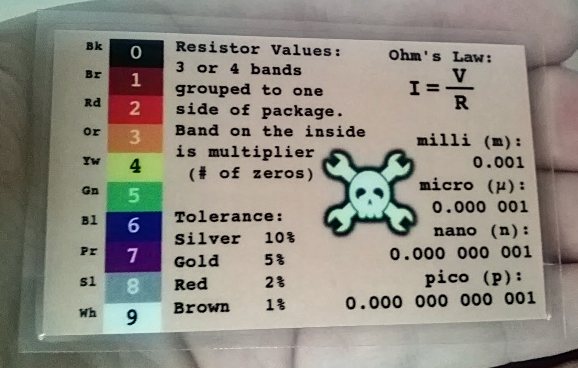 Bk 0
Br 1
Rd 2
Or 3
Yw 4
Gn 5
Bl 6
Pr 7
Sl 8
Wh 9
Resistor Values:
3 or 4 bands
grouped to one
side of package.
Band on the inside
is multiplier
(# of zeros)
Tolerance:
Silver 10%
Gold 5%
Red 2%
Brown 1%
Ohm's Law:
I = V
R
milli (m):
0.001
micro (µ):
0.000 001
nano (n):
0.000 000 001
pico (p):
0.000 000 000 001